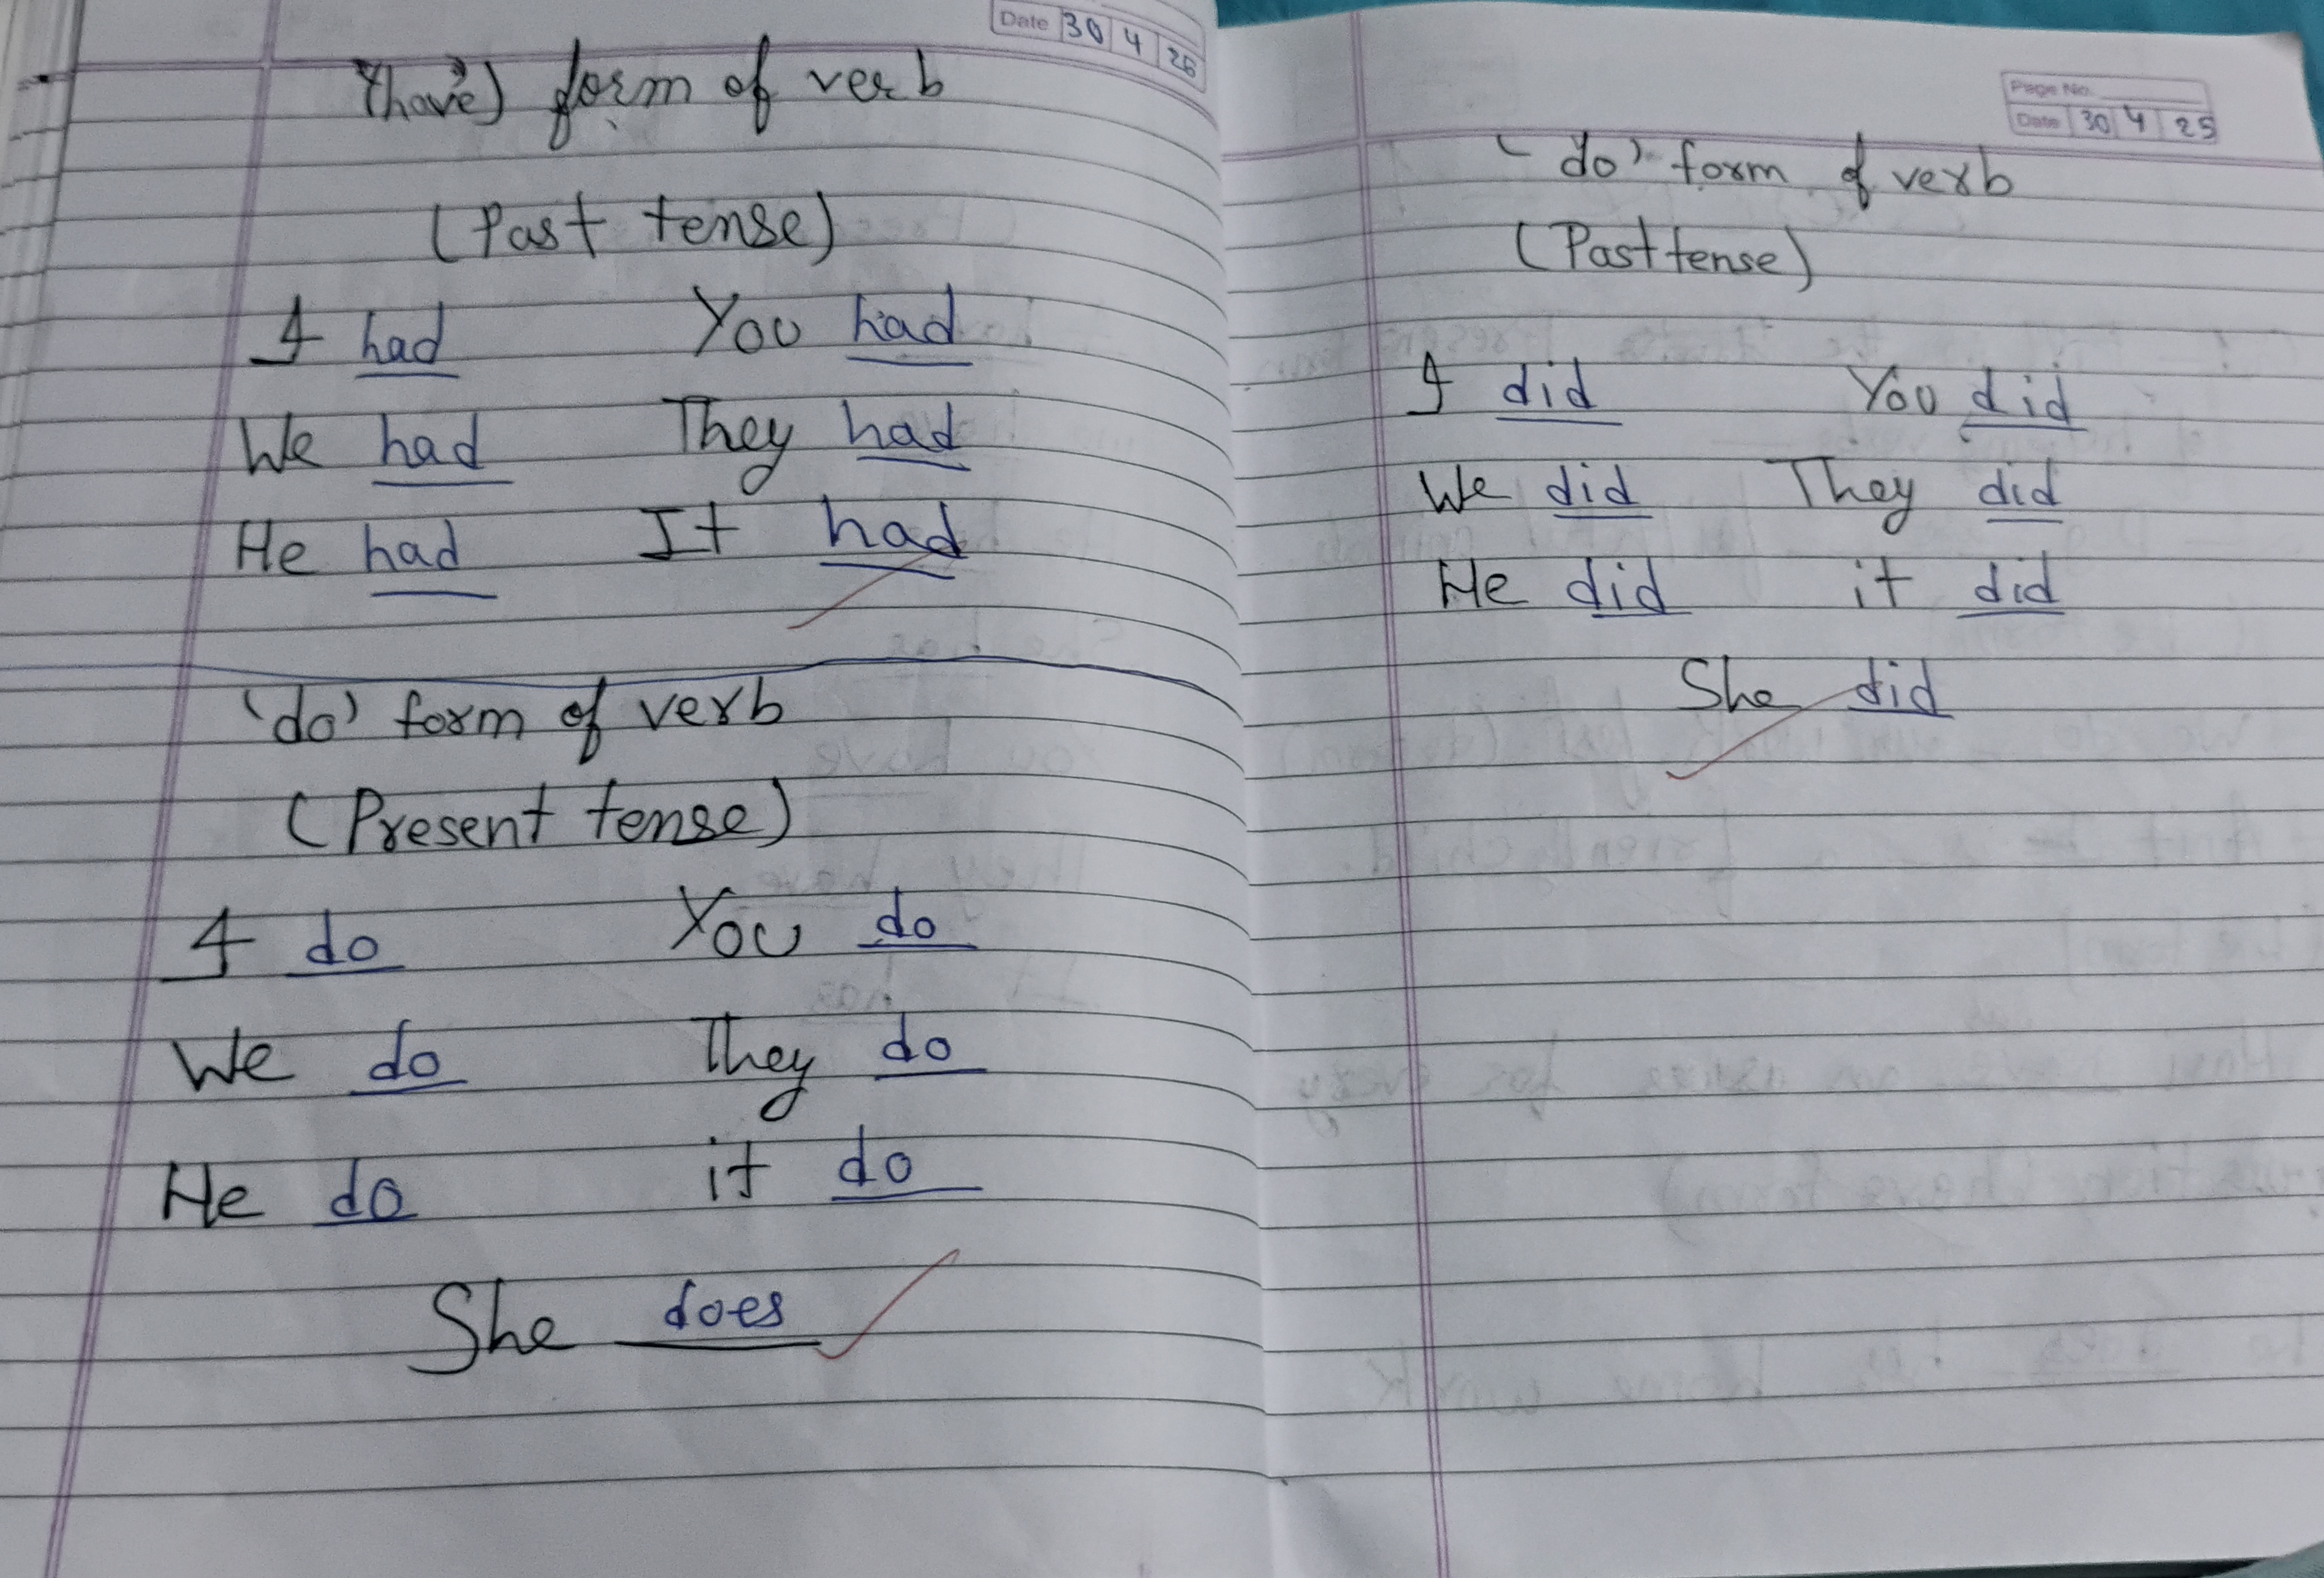 Date 30 4 25
'have' form of verb
(Past tense)
I had You had
We had They had
He had It had
'do' form of verb
(Present tense)
I do You do
We do They do
He do it do
She does
Page No.
Date 30 4 25
'do' form of verb
(Past tense)
I did You did
We did They did
He did it did
She did